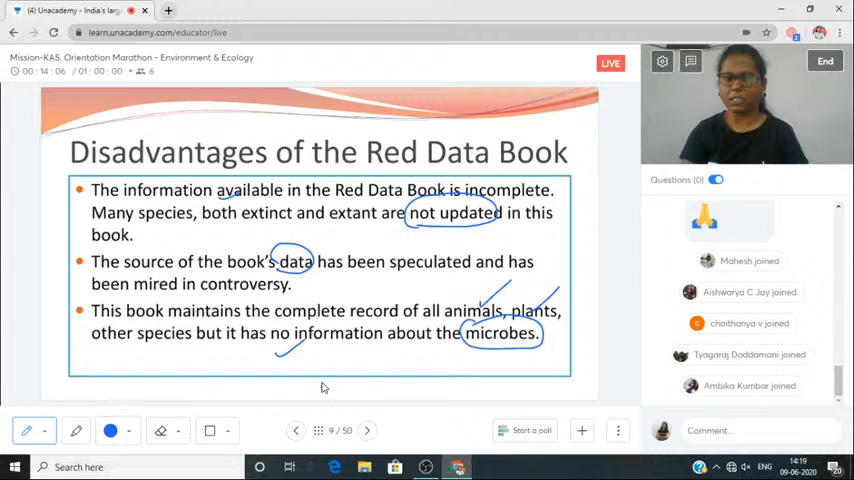 (4) Unacademy - India's larg
learn.unacademy.com/educator/live
Mission-KAS, Orientation Marathon - Environment & Ecology
00 : 14 : 06 / 01 : 00 : 00 • 6
LIVE
End
Disadvantages of the Red Data Book
The information available in the Red Data Book is incomplete.
Many species, both extinct and extant are not updated in this
book.
The source of the book's data has been speculated and has
been mired in controversy.
This book maintains the complete record of all animals, plants,
other species but it has no information about the microbes.
Questions (0)
Mahesh joined
Aishwarya C Jay joined
c chaithanya v joined
Tyagaraj Doddamani joined
Ambika Kumbar joined
9 / 50
Start a poll
Comment...
Search here
ENG
14:19
09-06-2020
20